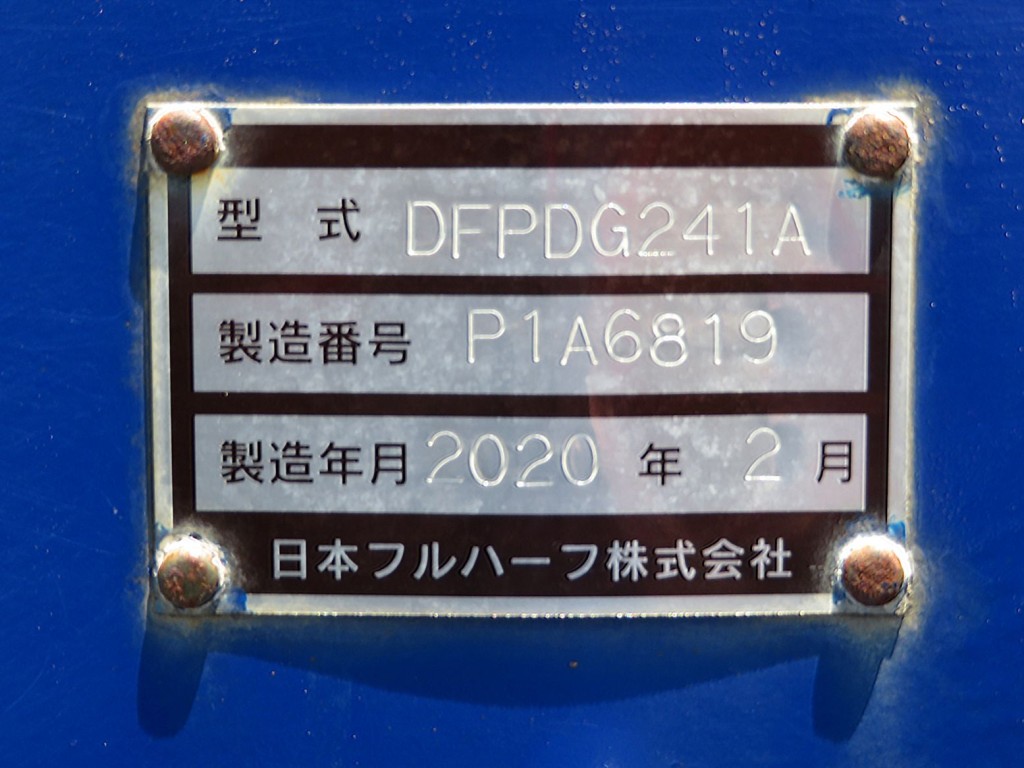 型 式 DFPDG241A
製造番号 P1A6819
製造年月 2020 年 2 月
日本フルハーフ株式会社